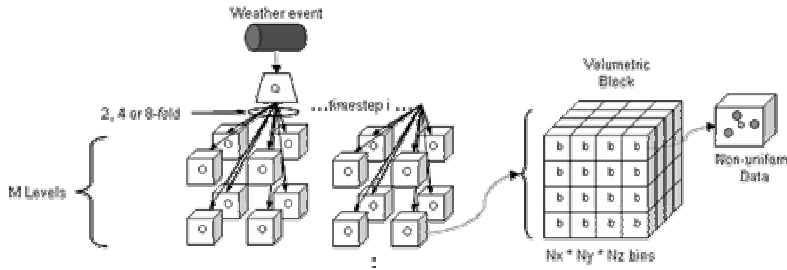 Weather event
2, 4 or 8-fold
...timestep i...
M Levels
Volumetric
Block
b b b b
b b b b
b b b b
b b b b
Nx * Ny * Nz bins
Non-uniform
Data